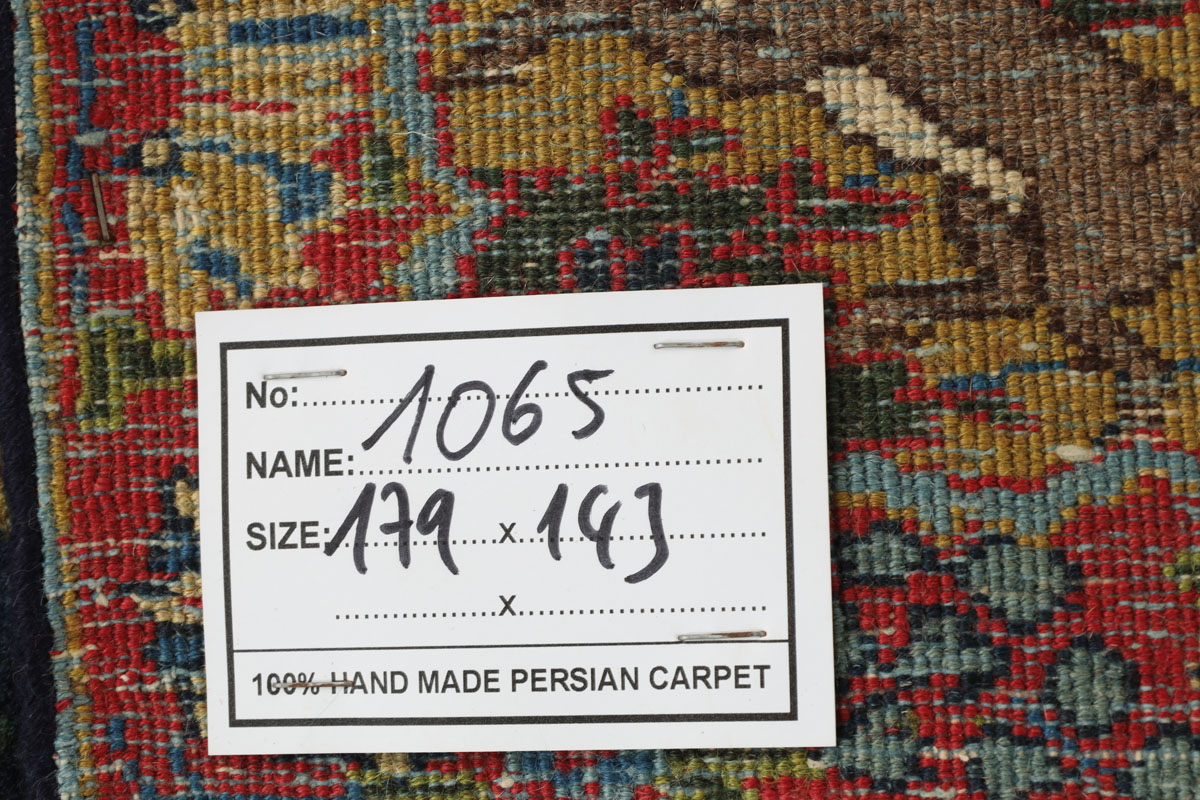 No: 1065
NAME:
SIZE: 179 x 143
x
100% HAND MADE PERSIAN CARPET